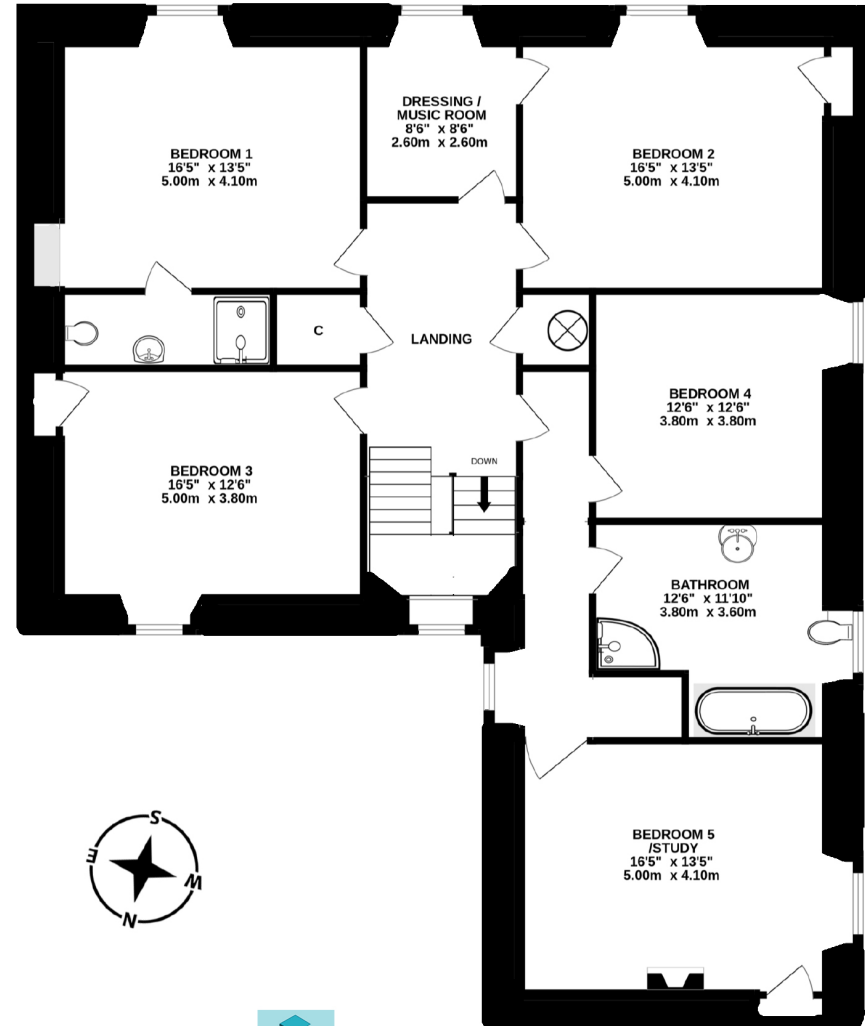 DRESSING /
MUSIC ROOM
8'6" x 8'6"
2.60m x 2.60m
BEDROOM 1
16'5" x 13'5"
5.00m x 4.10m
BEDROOM 2
16'5" x 13'5"
5.00m x 4.10m
C
LANDING
BEDROOM 4
12'6" x 12'6"
3.80m x 3.80m
BEDROOM 3
16'5" x 12'6"
5.00m x 3.80m
DOWN
BATHROOM
12'6" x 11'10"
3.80m x 3.60m
BEDROOM 5
/STUDY
16'5" x 13'5"
5.00m x 4.10m
S
E
W
N